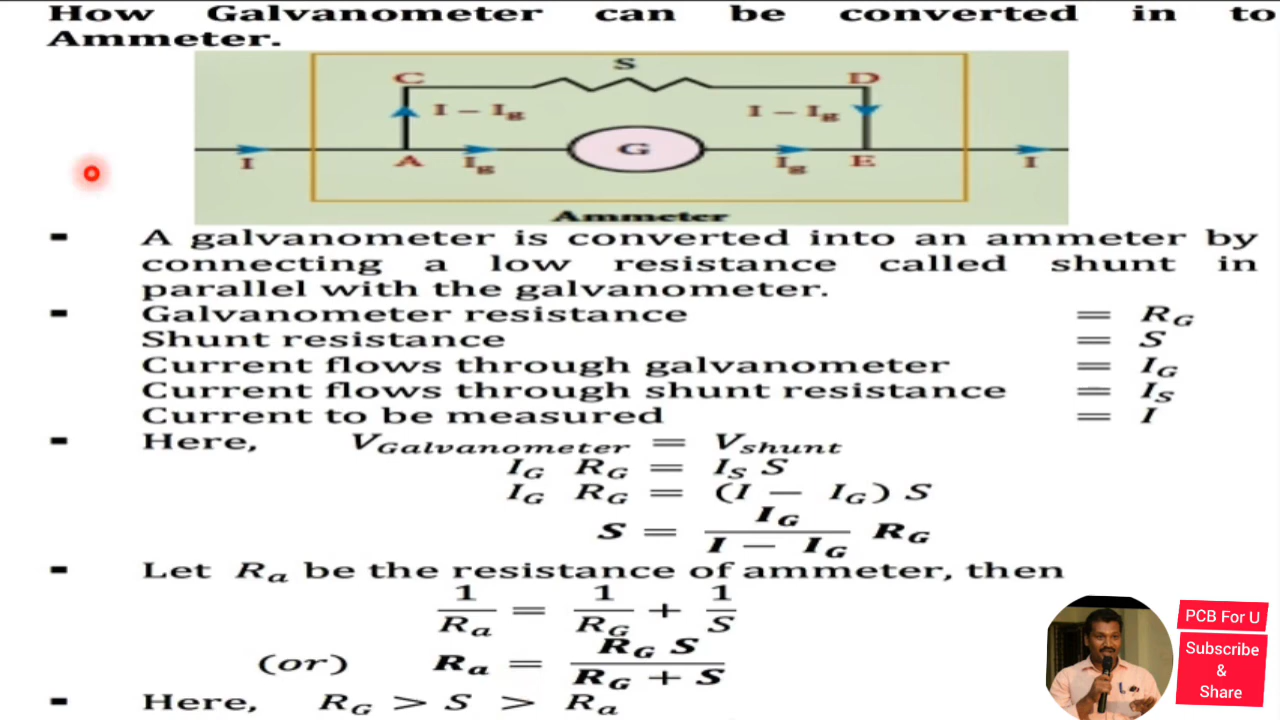 How Galvanometer can be converted in to
Ammeter.
S
C D
I – Ig I – Ig
G
I A Ig Ig E I
Ammeter
- A galvanometer is converted into an ammeter by
connecting a low resistance called shunt in
parallel with the galvanometer.
- Galvanometer resistance = R_G
Shunt resistance = S
Current flows through galvanometer = I_G
Current flows through shunt resistance = I_S
Current to be measured = I
- Here, V_Galvanometer = V_shunt
I_G R_G = I_S S
I_G R_G = (I – I_G) S
S = I_G / (I – I_G) R_G
- Let R_a be the resistance of ammeter, then
1/R_a = 1/R_G + 1/S
(or) R_a = R_G S / (R_G + S)
- Here, R_G > S > R_a
PCB For U
Subscribe
&
Share